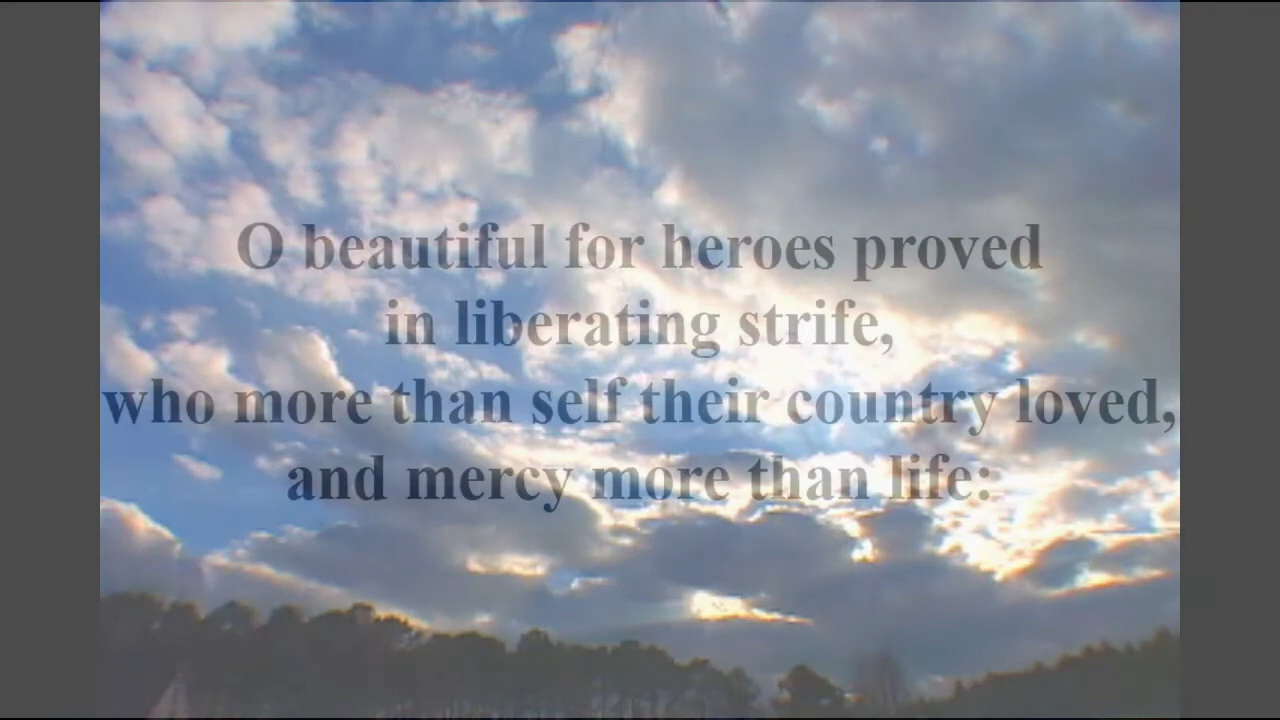 O beautiful for heroes proved
in liberating strife,
who more than self their country loved,
and mercy more than life: